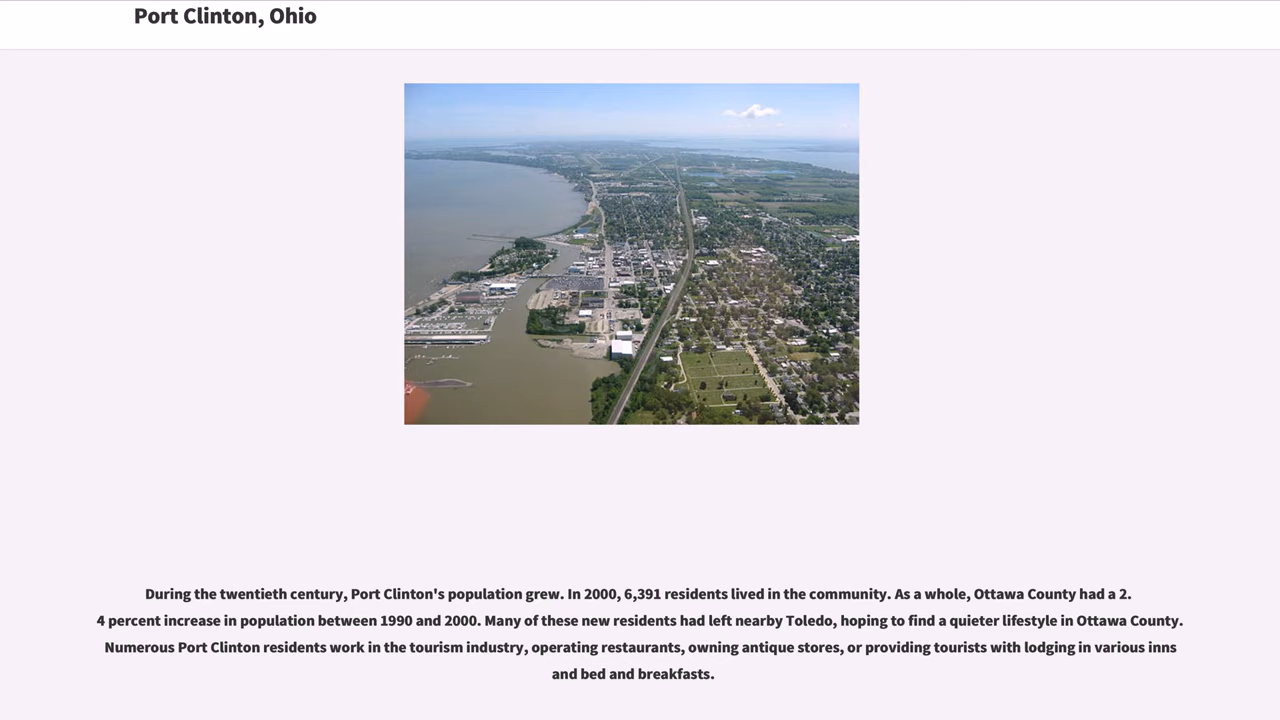 Port Clinton, Ohio
During the twentieth century, Port Clinton's population grew. In 2000, 6,391 residents lived in the community. As a whole, Ottawa County had a 2.
4 percent increase in population between 1990 and 2000. Many of these new residents had left nearby Toledo, hoping to find a quieter lifestyle in Ottawa County.
Numerous Port Clinton residents work in the tourism industry, operating restaurants, owning antique stores, or providing tourists with lodging in various inns
and bed and breakfasts.